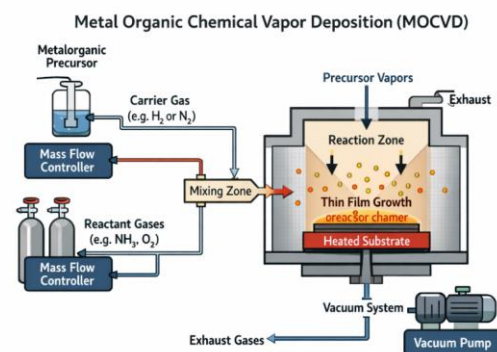 Metal Organic Chemical Vapor Deposition (MOCVD)
Metalorganic
Precursor
Carrier Gas
(e.g. H₂ or N₂)
Mass Flow
Controller
Mixing Zone
Reactant Gases
(e.g. NH₃, O₂)
Mass Flow
Controller
Precursor Vapors
Exhaust
Reaction Zone
Thin Film Growth
oreacsor chamer
Heated Substrate
Vacuum System
Exhaust Gases
Vacuum Pump